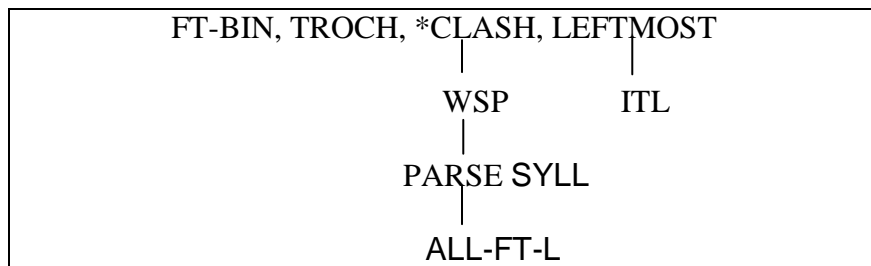 FT-BIN, TROCH, *CLASH, LEFTMOST
WSP ITL
PARSE SYLL
ALL-FT-L